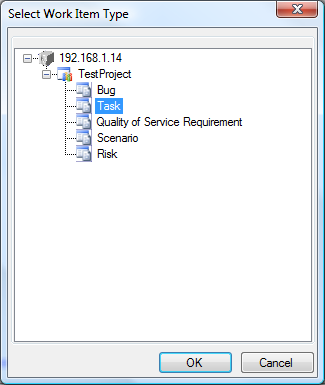 Select Work Item Type
192.168.1.14
TestProject
Bug
Task
Quality of Service Requirement
Scenario
Risk
OK
Cancel